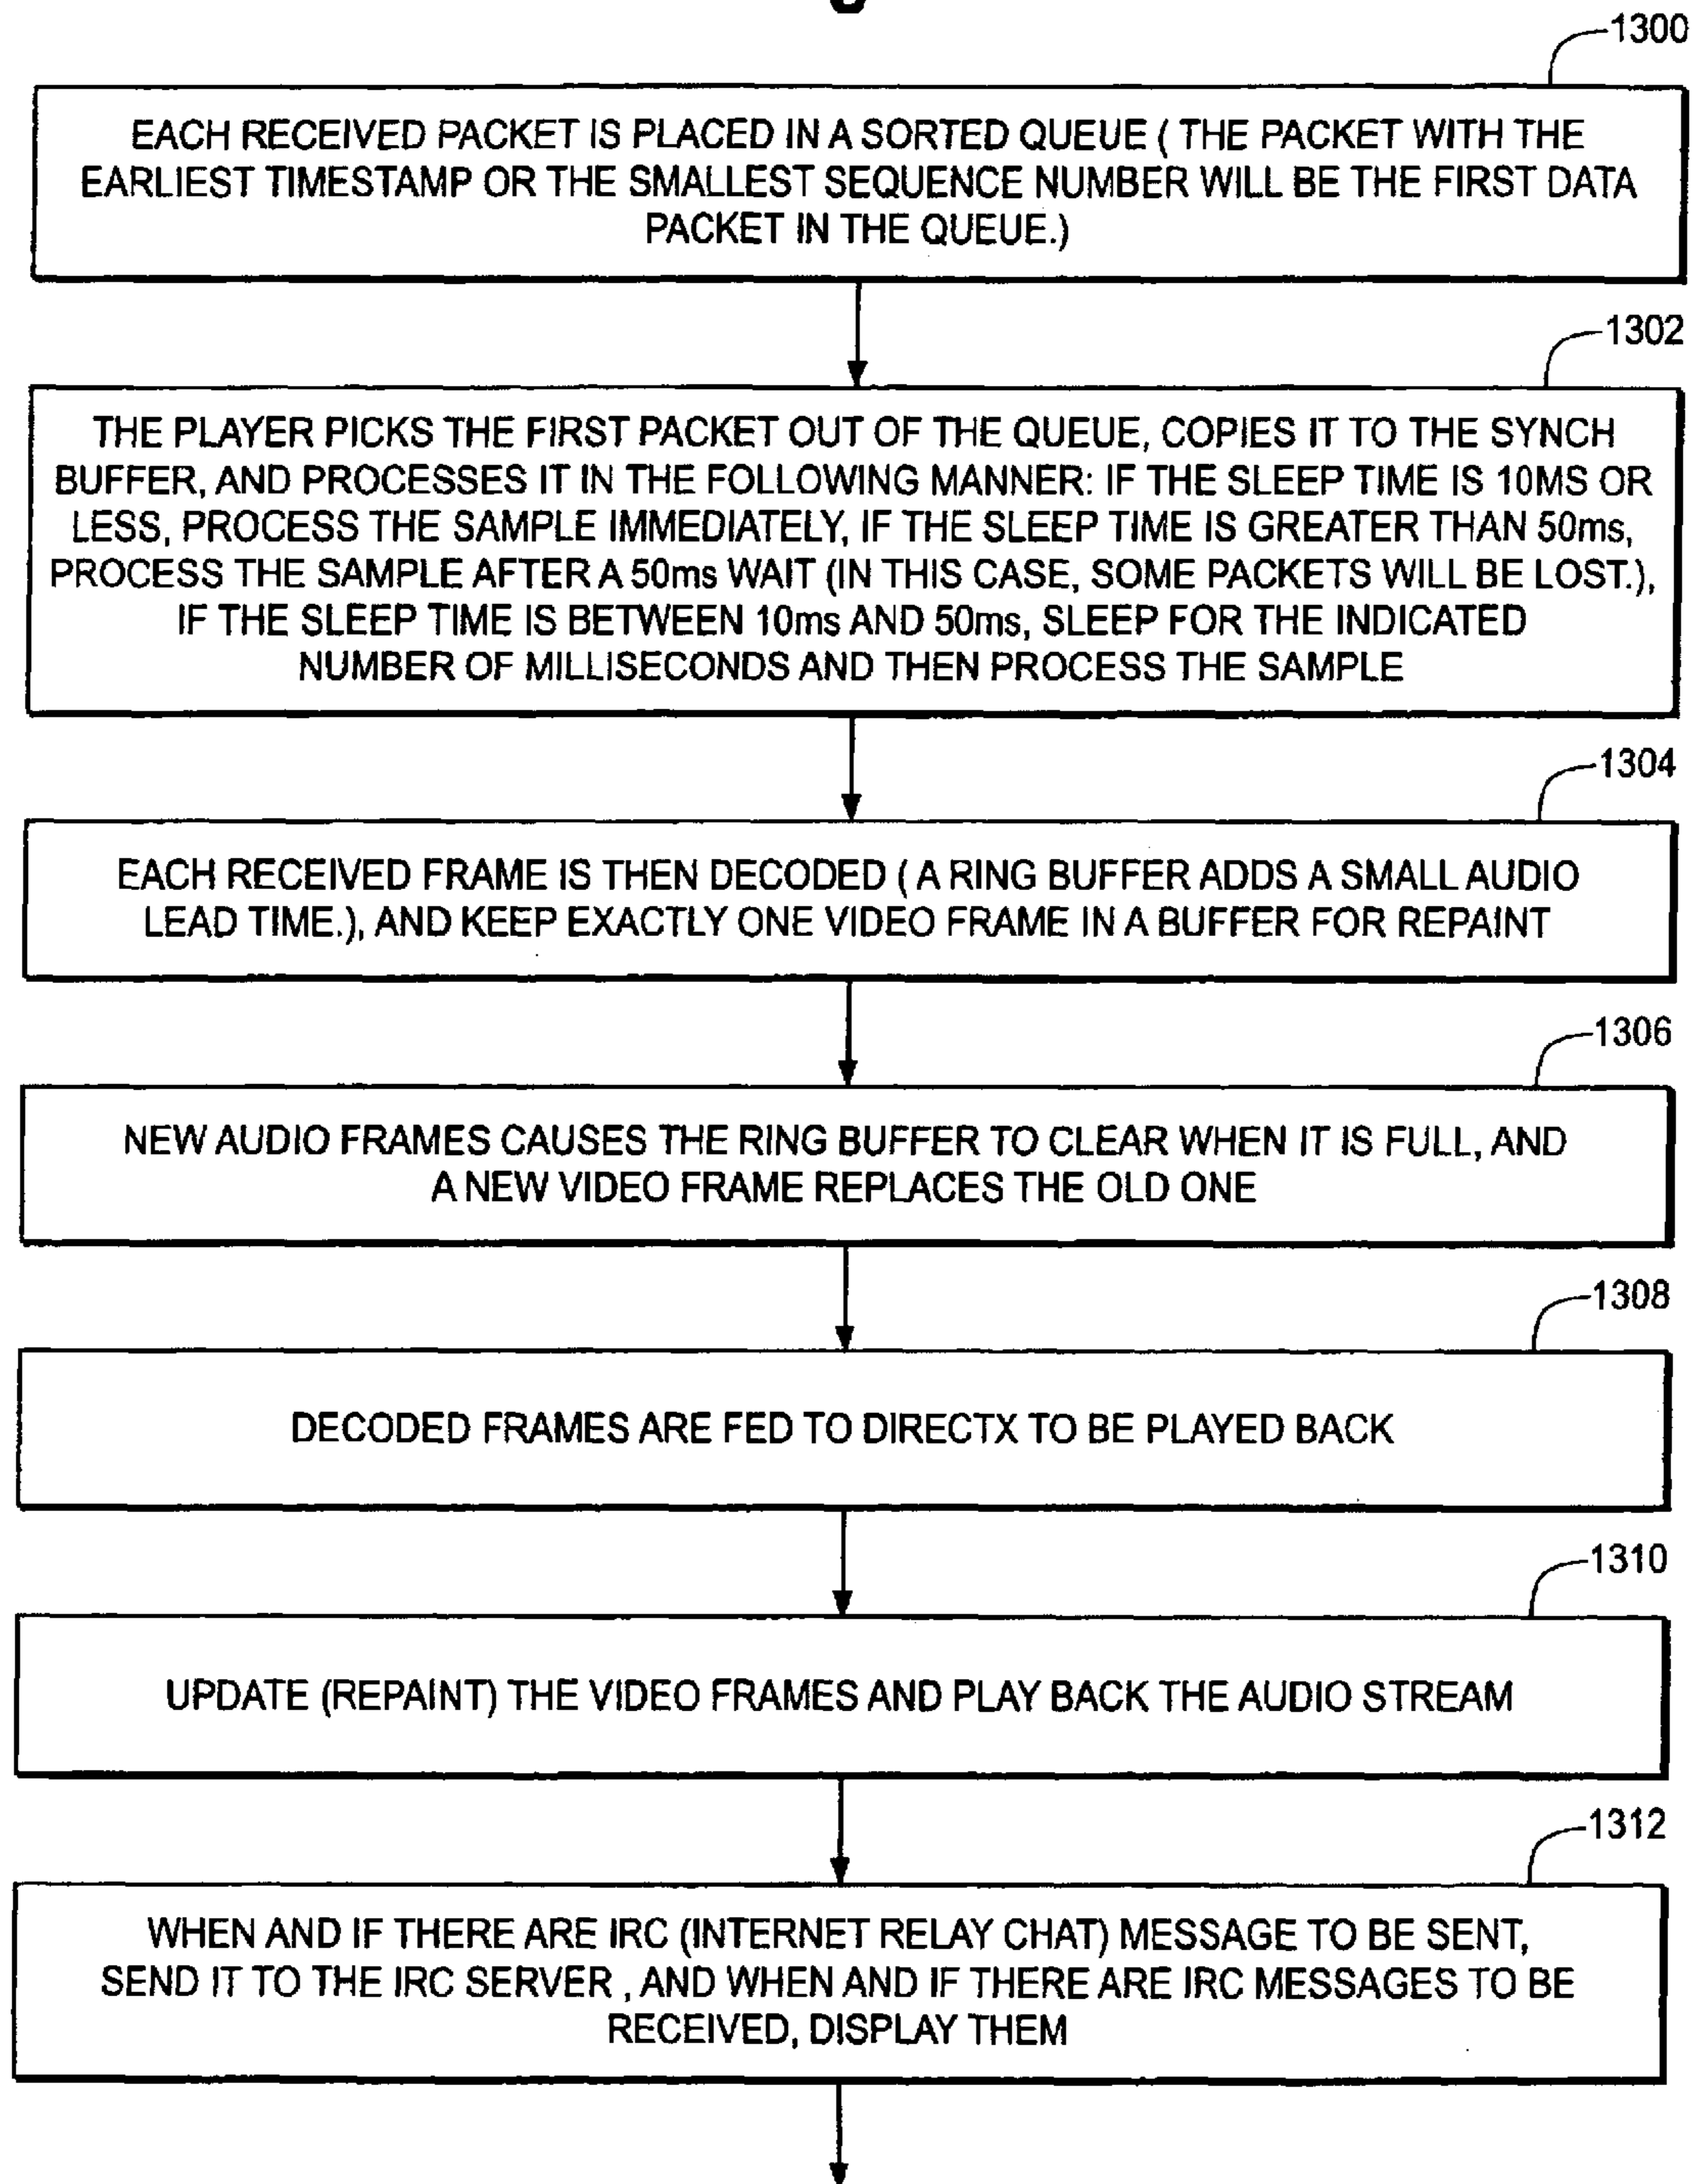 1300
EACH RECEIVED PACKET IS PLACED IN A SORTED QUEUE ( THE PACKET WITH THE
EARLIEST TIMESTAMP OR THE SMALLEST SEQUENCE NUMBER WILL BE THE FIRST DATA
PACKET IN THE QUEUE.)
1302
THE PLAYER PICKS THE FIRST PACKET OUT OF THE QUEUE, COPIES IT TO THE SYNCH
BUFFER, AND PROCESSES IT IN THE FOLLOWING MANNER: IF THE SLEEP TIME IS 10MS OR
LESS, PROCESS THE SAMPLE IMMEDIATELY, IF THE SLEEP TIME IS GREATER THAN 50ms,
PROCESS THE SAMPLE AFTER A 50ms WAIT (IN THIS CASE, SOME PACKETS WILL BE LOST.),
IF THE SLEEP TIME IS BETWEEN 10ms AND 50ms, SLEEP FOR THE INDICATED
NUMBER OF MILLISECONDS AND THEN PROCESS THE SAMPLE
1304
EACH RECEIVED FRAME IS THEN DECODED ( A RING BUFFER ADDS A SMALL AUDIO
LEAD TIME.), AND KEEP EXACTLY ONE VIDEO FRAME IN A BUFFER FOR REPAINT
1306
NEW AUDIO FRAMES CAUSES THE RING BUFFER TO CLEAR WHEN IT IS FULL, AND
A NEW VIDEO FRAME REPLACES THE OLD ONE
1308
DECODED FRAMES ARE FED TO DIRECTX TO BE PLAYED BACK
1310
UPDATE (REPAINT) THE VIDEO FRAMES AND PLAY BACK THE AUDIO STREAM
1312
WHEN AND IF THERE ARE IRC (INTERNET RELAY CHAT) MESSAGE TO BE SENT,
SEND IT TO THE IRC SERVER , AND WHEN AND IF THERE ARE IRC MESSAGES TO BE
RECEIVED, DISPLAY THEM